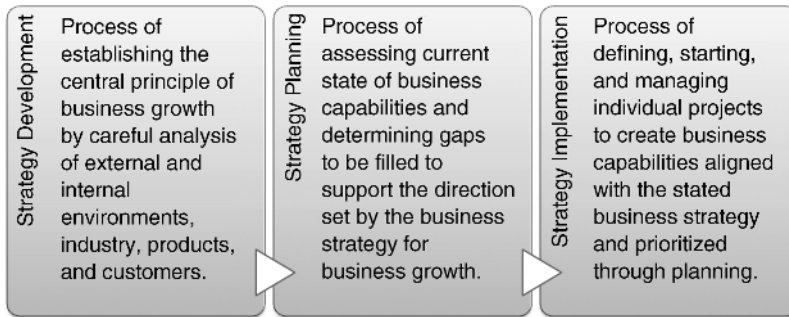 Strategy Development
Process of
establishing the
central principle of
business growth
by careful analysis
of external and
internal
environments,
industry, products,
and customers.
Strategy Planning
Process of
assessing current
state of business
capabilities and
determining gaps
to be filled to
support the direction
set by the business
strategy for
business growth.
Strategy Implementation
Process of
defining, starting,
and managing
individual projects
to create business
capabilities aligned
with the stated
business strategy
and prioritized
through planning.